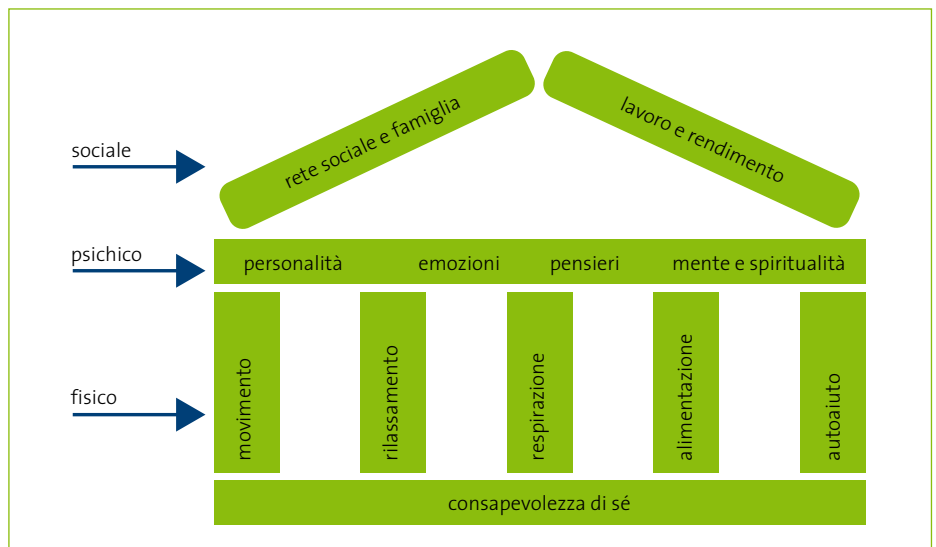 rete sociale e famiglia
lavoro e rendimento
sociale
psichico
personalità emozioni pensieri mente e spiritualità
fisico
movimento
rilassamento
respirazione
alimentazione
autoaiuto
consapevolezza di sé